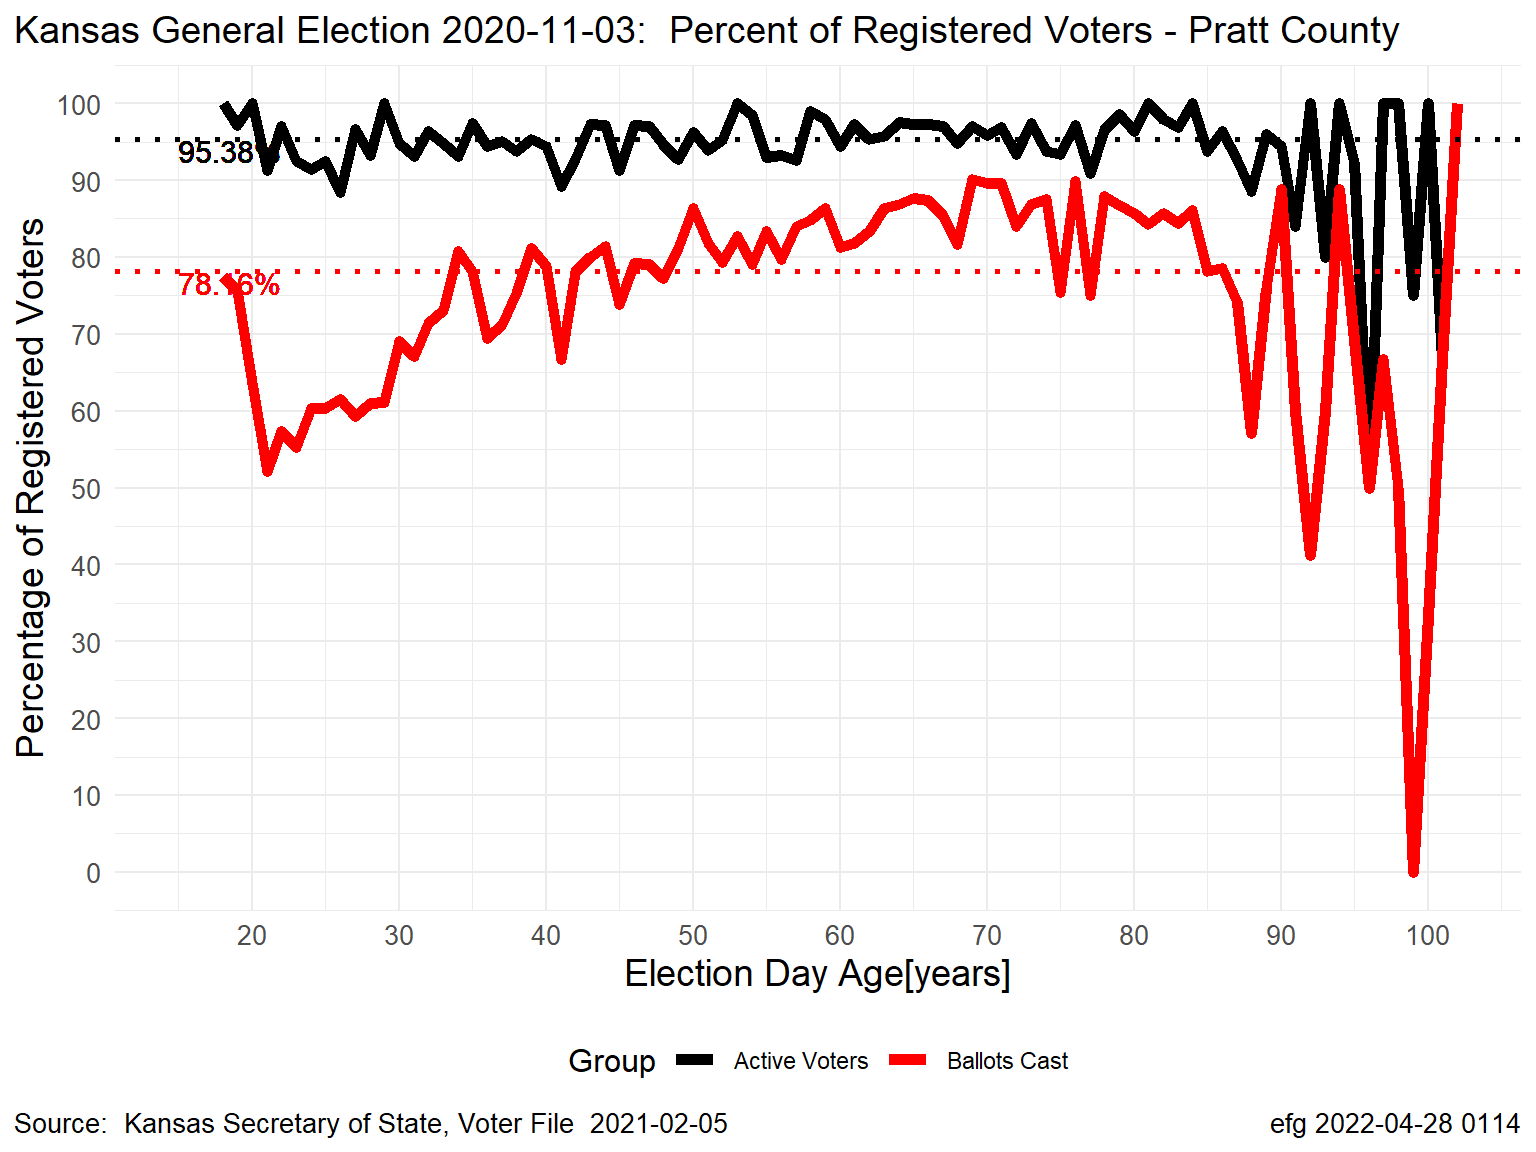 Kansas General Election 2020-11-03:  Percent of Registered Voters - Pratt County
Percentage of Registered Voters
100
90
80
70
60
50
40
30
20
10
0
95.38
78.16%
20 30 40 50 60 70 80 90 100
Election Day Age[years]
Group Active Voters Ballots Cast
Source:  Kansas Secretary of State, Voter File  2021-02-05
efg 2022-04-28 0114